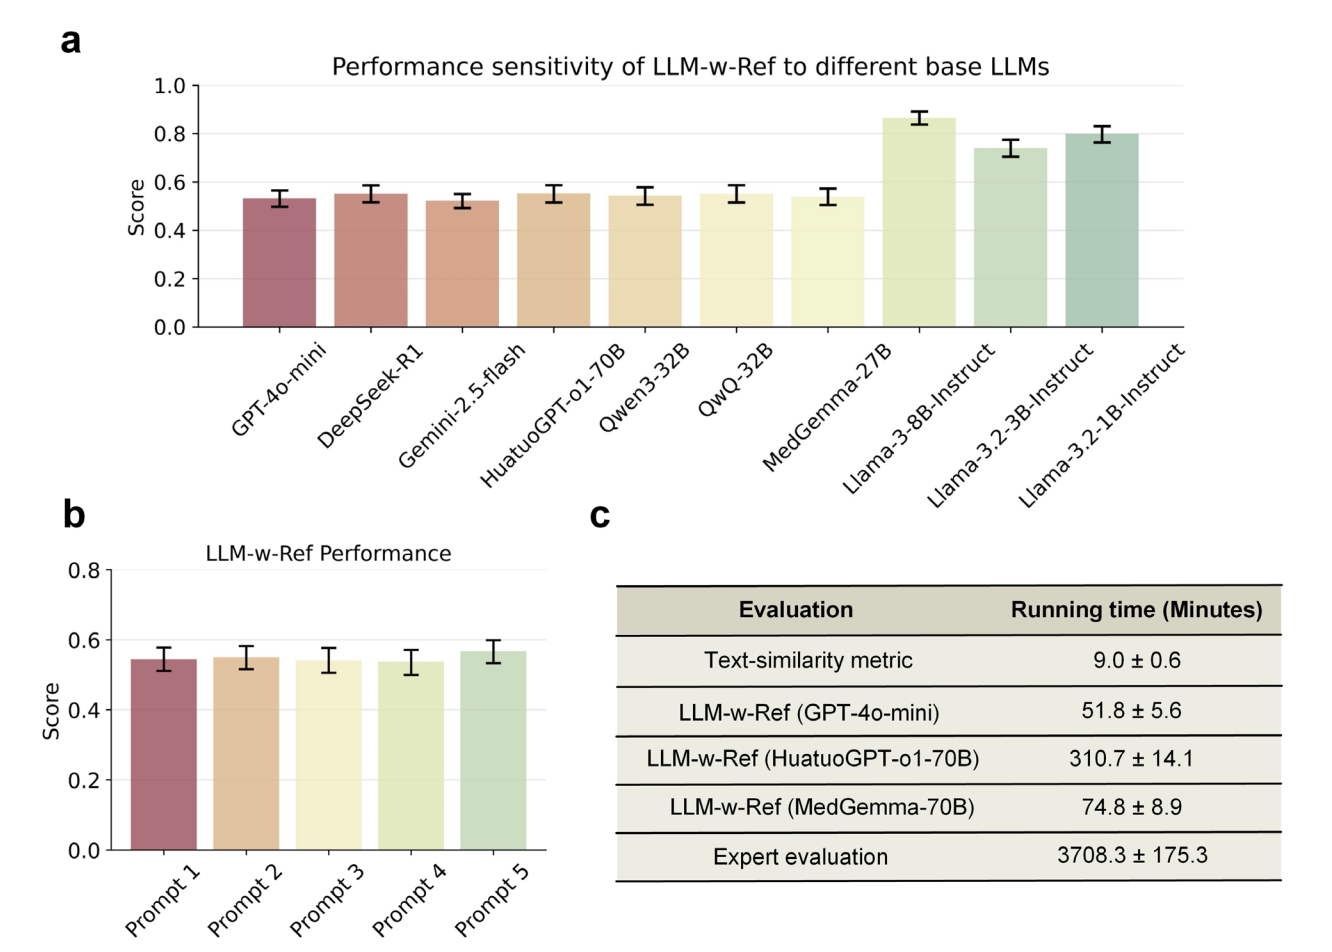 a
Performance sensitivity of LLM-w-Ref to different base LLMs
Score
1.0
0.8
0.6
0.4
0.2
0.0
GPT-4o-mini
DeepSeek-R1
Gemini-2.5-flash
HuatuoGPT-o1-70B
Qwen3-32B
QwQ-32B
MedGemma-27B
Llama-3-8B-Instruct
Llama-3.2-3B-Instruct
Llama-3.2-1B-Instruct
b
LLM-w-Ref Performance
Score
0.8
0.6
0.4
0.2
0.0
Prompt 1
Prompt 2
Prompt 3
Prompt 4
Prompt 5
c
Evaluation Running time (Minutes)
Text-similarity metric 9.0 ± 0.6
LLM-w-Ref (GPT-4o-mini) 51.8 ± 5.6
LLM-w-Ref (HuatuoGPT-o1-70B) 310.7 ± 14.1
LLM-w-Ref (MedGemma-70B) 74.8 ± 8.9
Expert evaluation 3708.3 ± 175.3